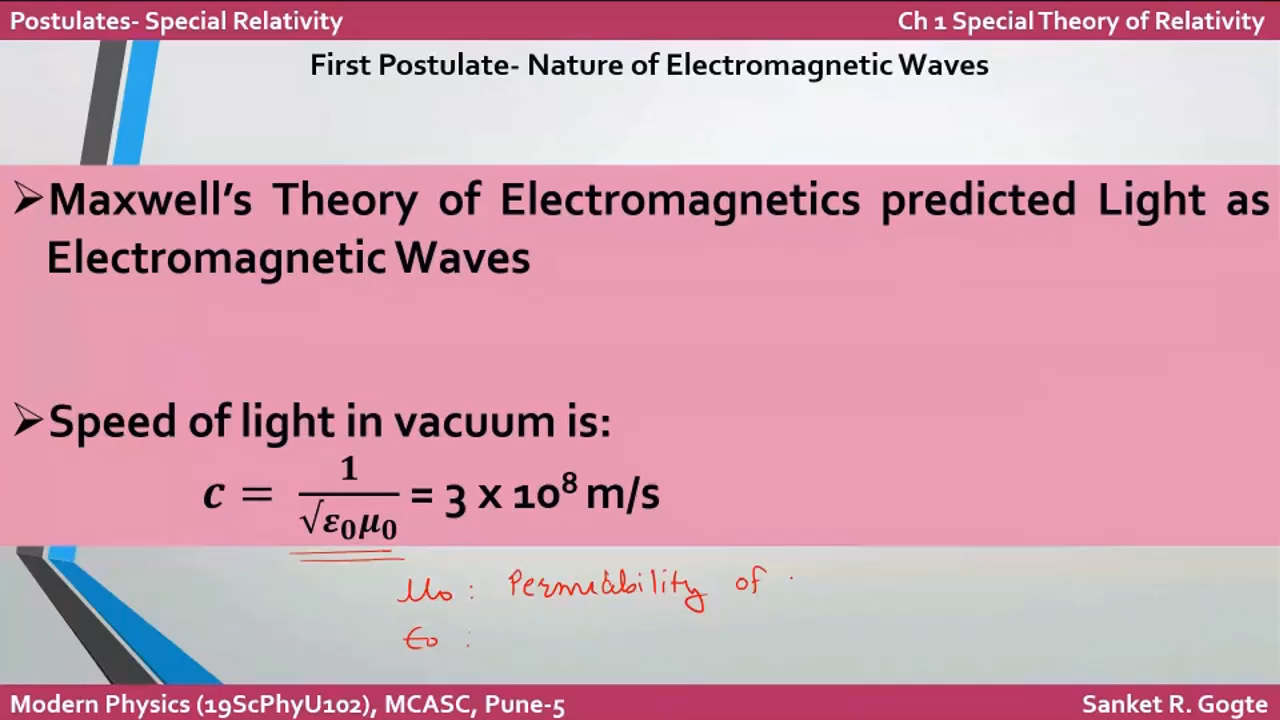 Postulates- Special Relativity
Ch 1 Special Theory of Relativity
First Postulate- Nature of Electromagnetic Waves
➢Maxwell's Theory of Electromagnetics predicted Light as
Electromagnetic Waves
➢Speed of light in vacuum is:
c = 1/√ε₀μ₀ = 3 x 10⁸ m/s
μ₀ : Permeability of
ε₀ :
Modern Physics (19ScPhyU102), MCASC, Pune-5
Sanket R. Gogte